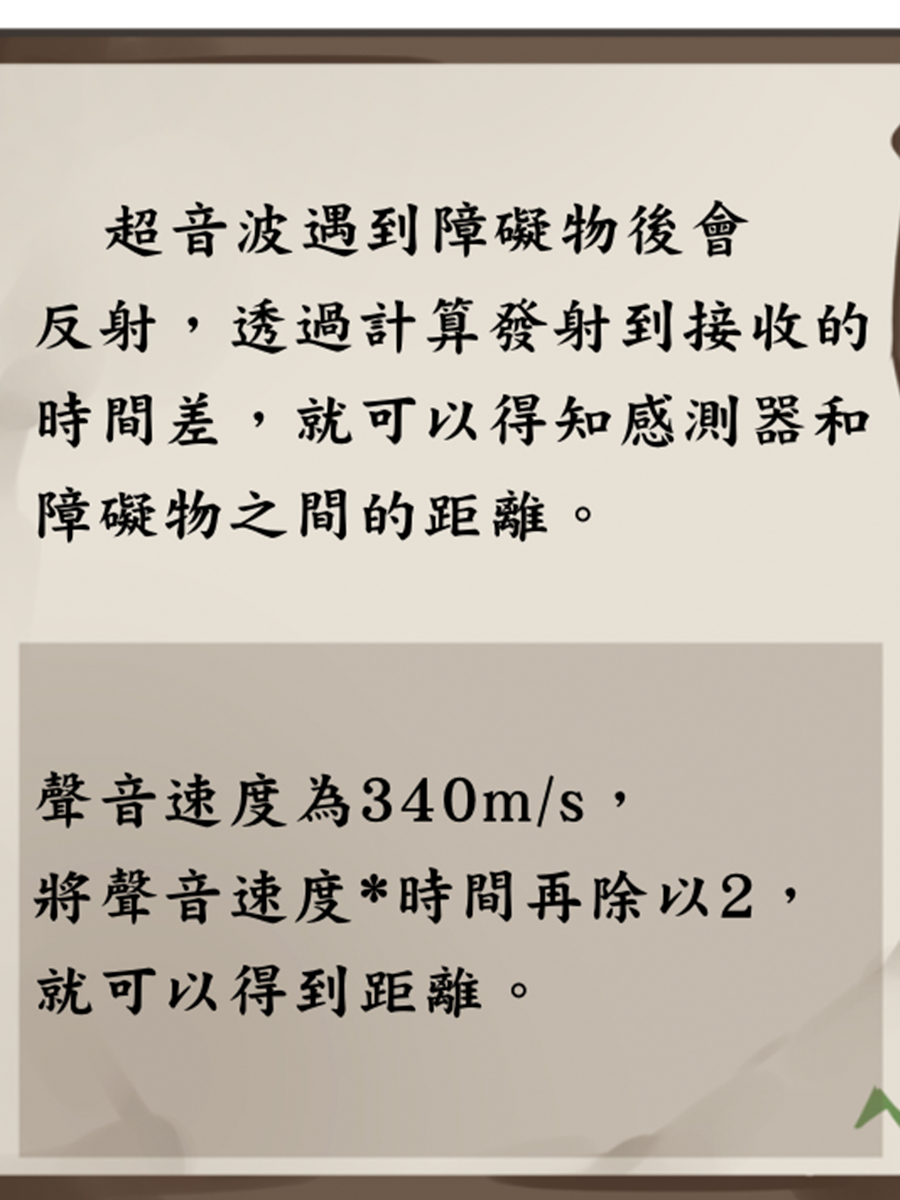 超音波遇到障礙物後會
反射，透過計算發射到接收的
時間差，就可以得知感測器和
障礙物之間的距離。
聲音速度為340m/s，
將聲音速度*時間再除以2，
就可以得到距離。